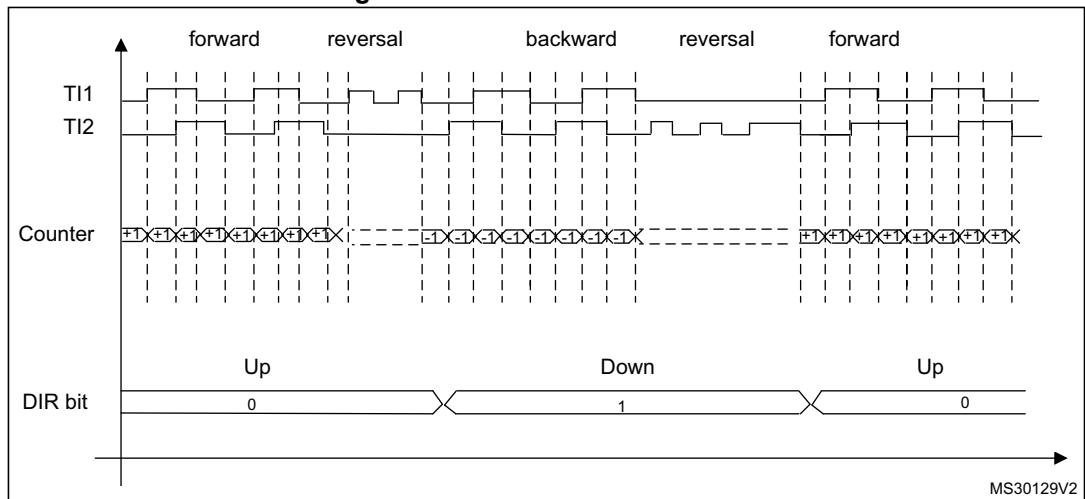 forward reversal backward reversal forward
TI1
TI2
Counter +1 +1 +1 +1 +1 +1 +1 +1 -1 -1 -1 -1 -1 -1 -1 -1 +1 +1 +1 +1 +1 +1 +1 +1
Up Down Up
DIR bit 0 1 0
MS30129V2